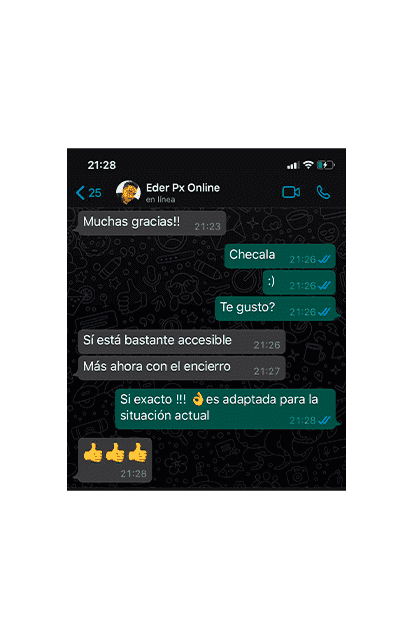 21:28
25
Eder Px Online
en línea
Muchas gracias!! 21:23
Checala 21:26
:) 21:26
Te gusto? 21:26
Sí está bastante accesible 21:26
Más ahora con el encierro 21:27
Si exacto !!! 👌es adaptada para la
situación actual 21:28
👍👍👍
21:28